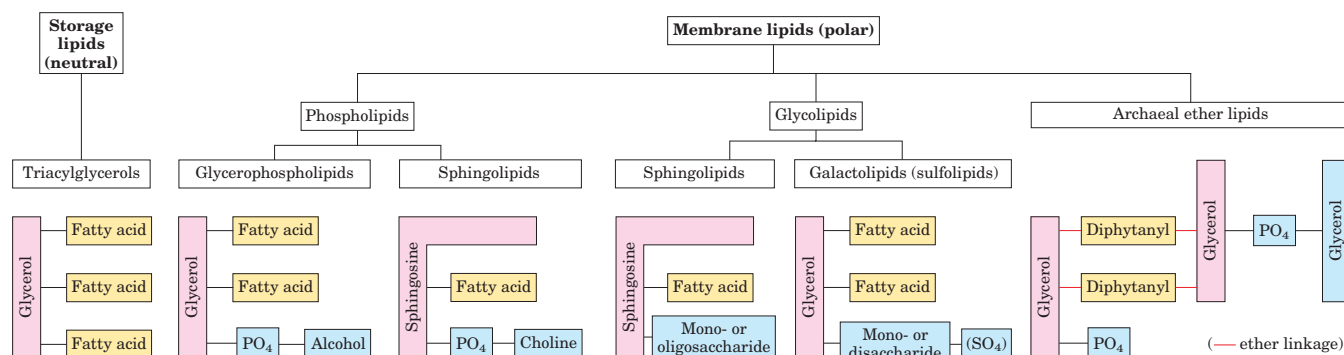 Storage
lipids
(neutral)
Membrane lipids (polar)
Phospholipids
Glycolipids
Archaeal ether lipids
Triacylglycerols
Glycerophospholipids
Sphingolipids
Sphingolipids
Galactolipids (sulfolipids)
Glycerol
Fatty acid
Fatty acid
Fatty acid
Glycerol
Fatty acid
Fatty acid
PO4
Alcohol
Sphingosine
Fatty acid
PO4
Choline
Sphingosine
Fatty acid
Mono- or
oligosaccharide
Glycerol
Fatty acid
Fatty acid
Mono- or
disaccharide
(SO4)
Glycerol
Diphytanyl
Diphytanyl
PO4
Glycerol
PO4
Glycerol
(— ether linkage)